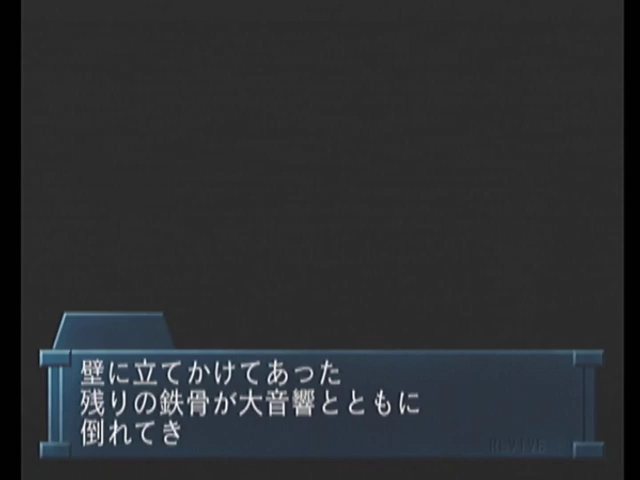 壁に立てかけてあった
残りの鉄骨が大音響とともに
倒れてき